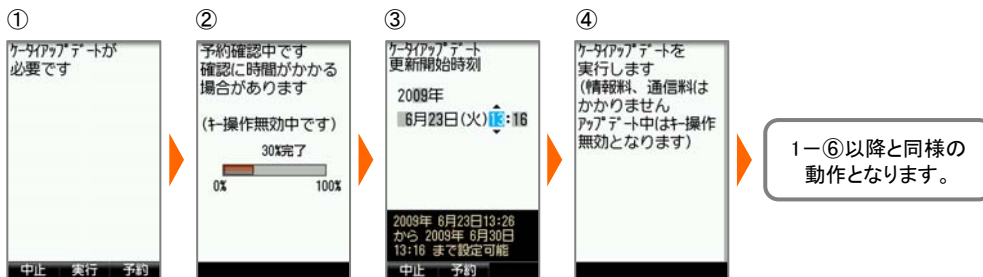 ①
ｹｰﾀｲｱｯﾌﾟﾃﾞｰﾄが
必要です
中止 実行 予約
②
予約確認中です
確認に時間がかかる
場合があります
(ｷｰ操作無効中です)
30%完了
0% 100%
③
ｹｰﾀｲｱｯﾌﾟﾃﾞｰﾄ
更新開始時刻
2009年
6月23日(火)13:16
2009年 6月23日13:26
から 2009年 6月30日
13:16 まで設定可能
中止 予約
④
ｹｰﾀｲｱｯﾌﾟﾃﾞｰﾄを
実行します
(情報料、通信料は
かかりません
ｱｯﾌﾟﾃﾞｰﾄ中はｷｰ操作
無効となります)
1－⑥以降と同様の
動作となります。